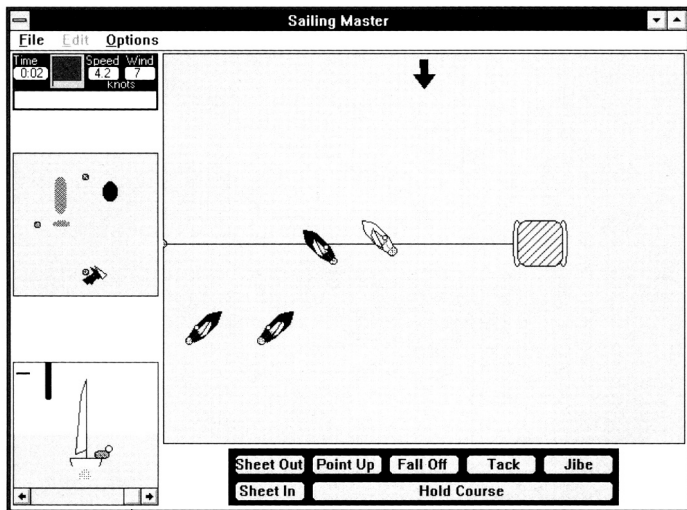 Sailing Master
File Edit Options
Time Speed Wind
0:02 4.2 7
Knots
Sheet Out Point Up Fall Off Tack Jibe
Sheet In Hold Course